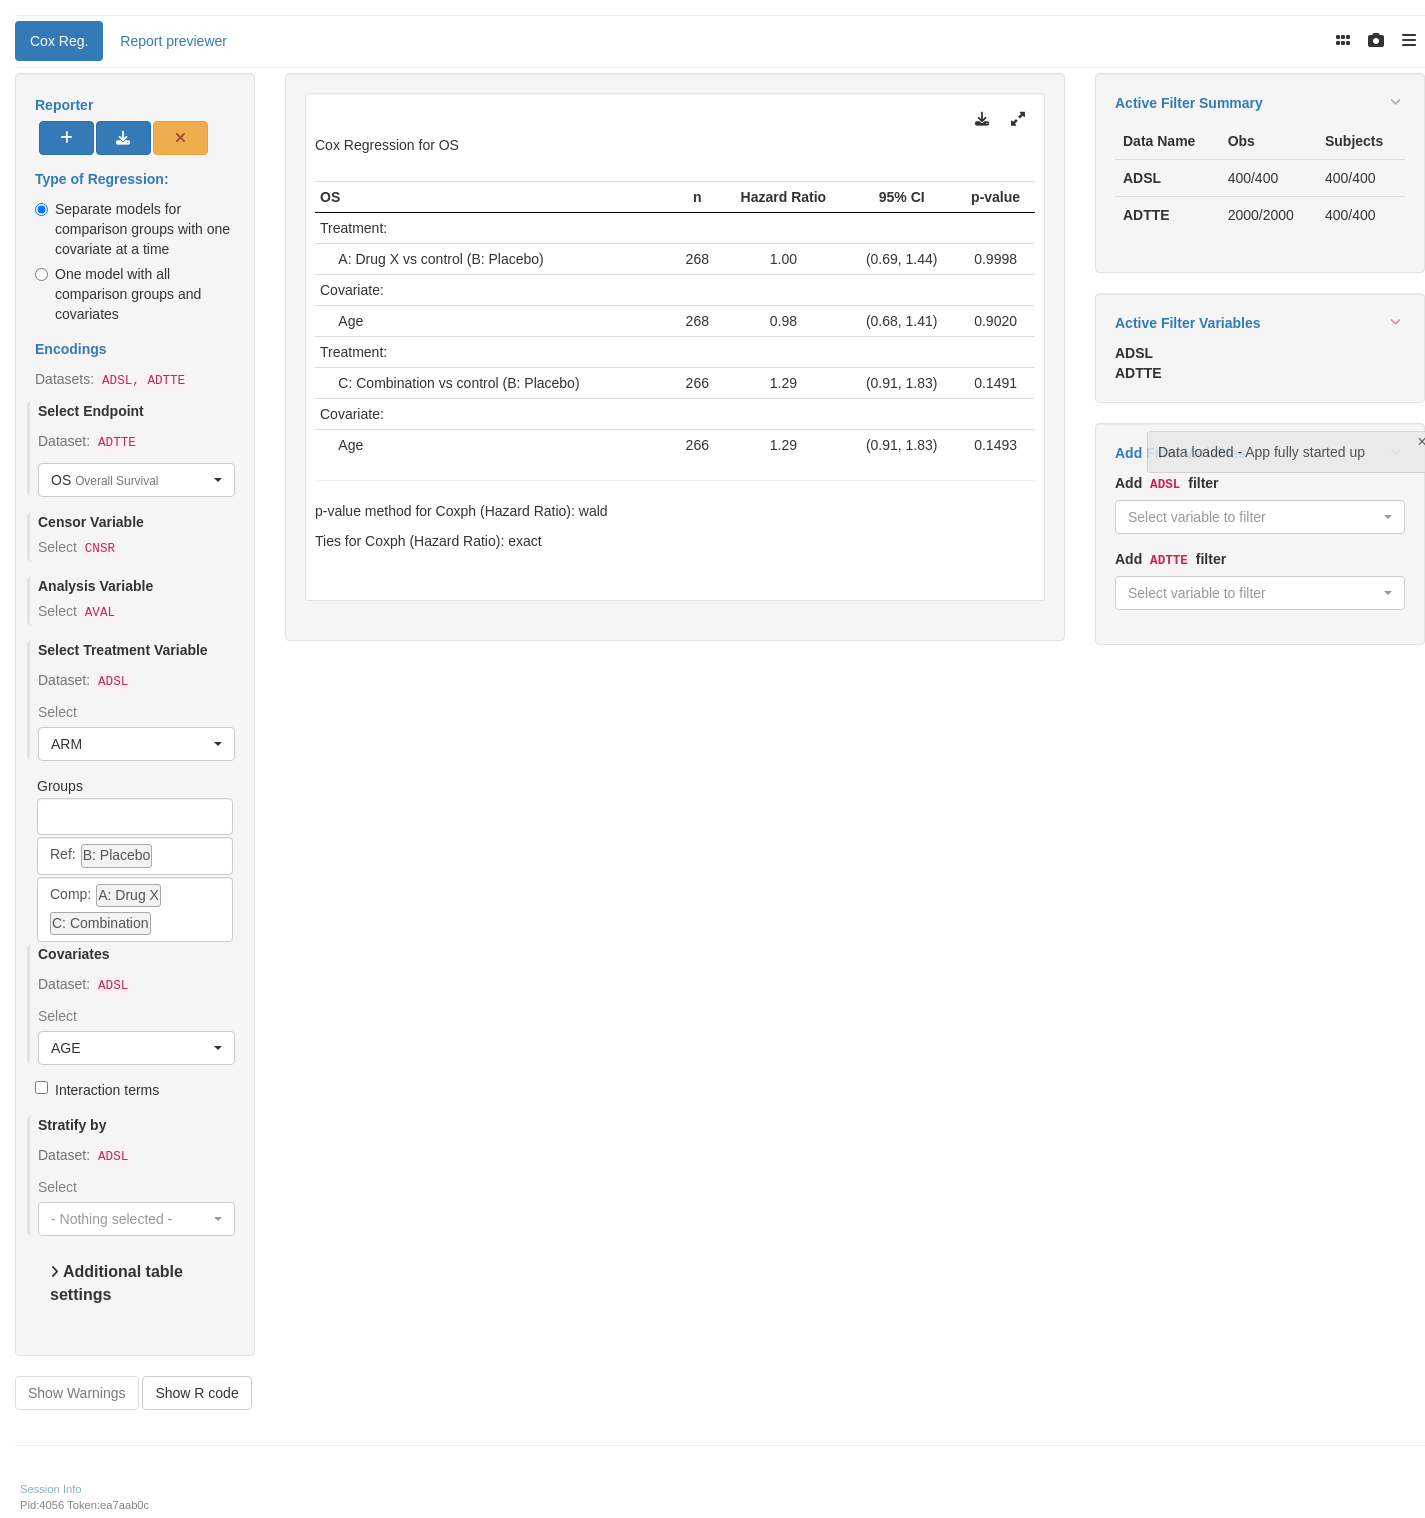 Cox Reg. Report previewer
Reporter
Type of Regression:
Separate models for
comparison groups with one
covariate at a time
One model with all
comparison groups and
covariates
Encodings
Datasets: ADSL, ADTTE
Select Endpoint
Dataset: ADTTE
OS Overall Survival
Censor Variable
Select CNSR
Analysis Variable
Select AVAL
Select Treatment Variable
Dataset: ADSL
Select
ARM
Groups
Ref: B: Placebo
Comp: A: Drug X
C: Combination
Covariates
Dataset: ADSL
Select
AGE
Interaction terms
Stratify by
Dataset: ADSL
Select
- Nothing selected -
Additional table
settings
Show Warnings Show R code
Cox Regression for OS
OS n Hazard Ratio 95% CI p-value
Treatment:
A: Drug X vs control (B: Placebo) 268 1.00 (0.69, 1.44) 0.9998
Covariate:
Age 268 0.98 (0.68, 1.41) 0.9020
Treatment:
C: Combination vs control (B: Placebo) 266 1.29 (0.91, 1.83) 0.1491
Covariate:
Age 266 1.29 (0.91, 1.83) 0.1493
p-value method for Coxph (Hazard Ratio): wald
Ties for Coxph (Hazard Ratio): exact
Active Filter Summary
Data Name Obs Subjects
ADSL 400/400 400/400
ADTTE 2000/2000 400/400
Active Filter Variables
ADSL
ADTTE
Add
Data loaded - App fully started up ×
Add ADSL filter
Select variable to filter
Add ADTTE filter
Select variable to filter
Session Info
Pid:4056 Token:ea7aab0c